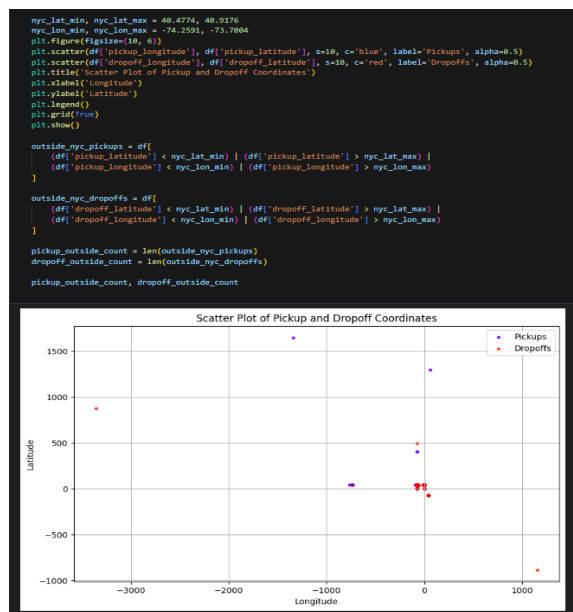 nyc_lat_min, nyc_lat_max = 40.4774, 40.9176
nyc_lon_min, nyc_lon_max = -74.2591, -73.7004
plt.figure(figsize=(10, 6))
plt.scatter(df['pickup_longitude'], df['pickup_latitude'], s=10, c='blue', label='Pickups', alpha=0.5)
plt.scatter(df['dropoff_longitude'], df['dropoff_latitude'], s=10, c='red', label='Dropoffs', alpha=0.5)
plt.title('Scatter Plot of Pickup and Dropoff Coordinates')
plt.xlabel('Longitude')
plt.ylabel('Latitude')
plt.legend()
plt.grid(True)
plt.show()
outside_nyc_pickups = df[
(df['pickup_latitude'] < nyc_lat_min) | (df['pickup_latitude'] > nyc_lat_max) |
(df['pickup_longitude'] < nyc_lon_min) | (df['pickup_longitude'] > nyc_lon_max)
]
outside_nyc_dropoffs = df[
(df['dropoff_latitude'] < nyc_lat_min) | (df['dropoff_latitude'] > nyc_lat_max) |
(df['dropoff_longitude'] < nyc_lon_min) | (df['dropoff_longitude'] > nyc_lon_max)
]
pickup_outside_count = len(outside_nyc_pickups)
dropoff_outside_count = len(outside_nyc_dropoffs)
pickup_outside_count, dropoff_outside_count
Scatter Plot of Pickup and Dropoff Coordinates
Pickups
Dropoffs
1500
1000
500
0
−500
−1000
Latitude
−3000
−2000
−1000
0
1000
Longitude